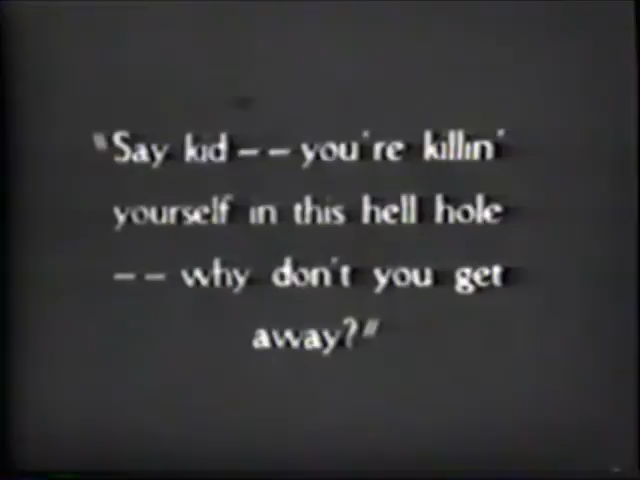 "Say kid -- you're killin'
yourself in this hell hole
-- why don't you get
away?"